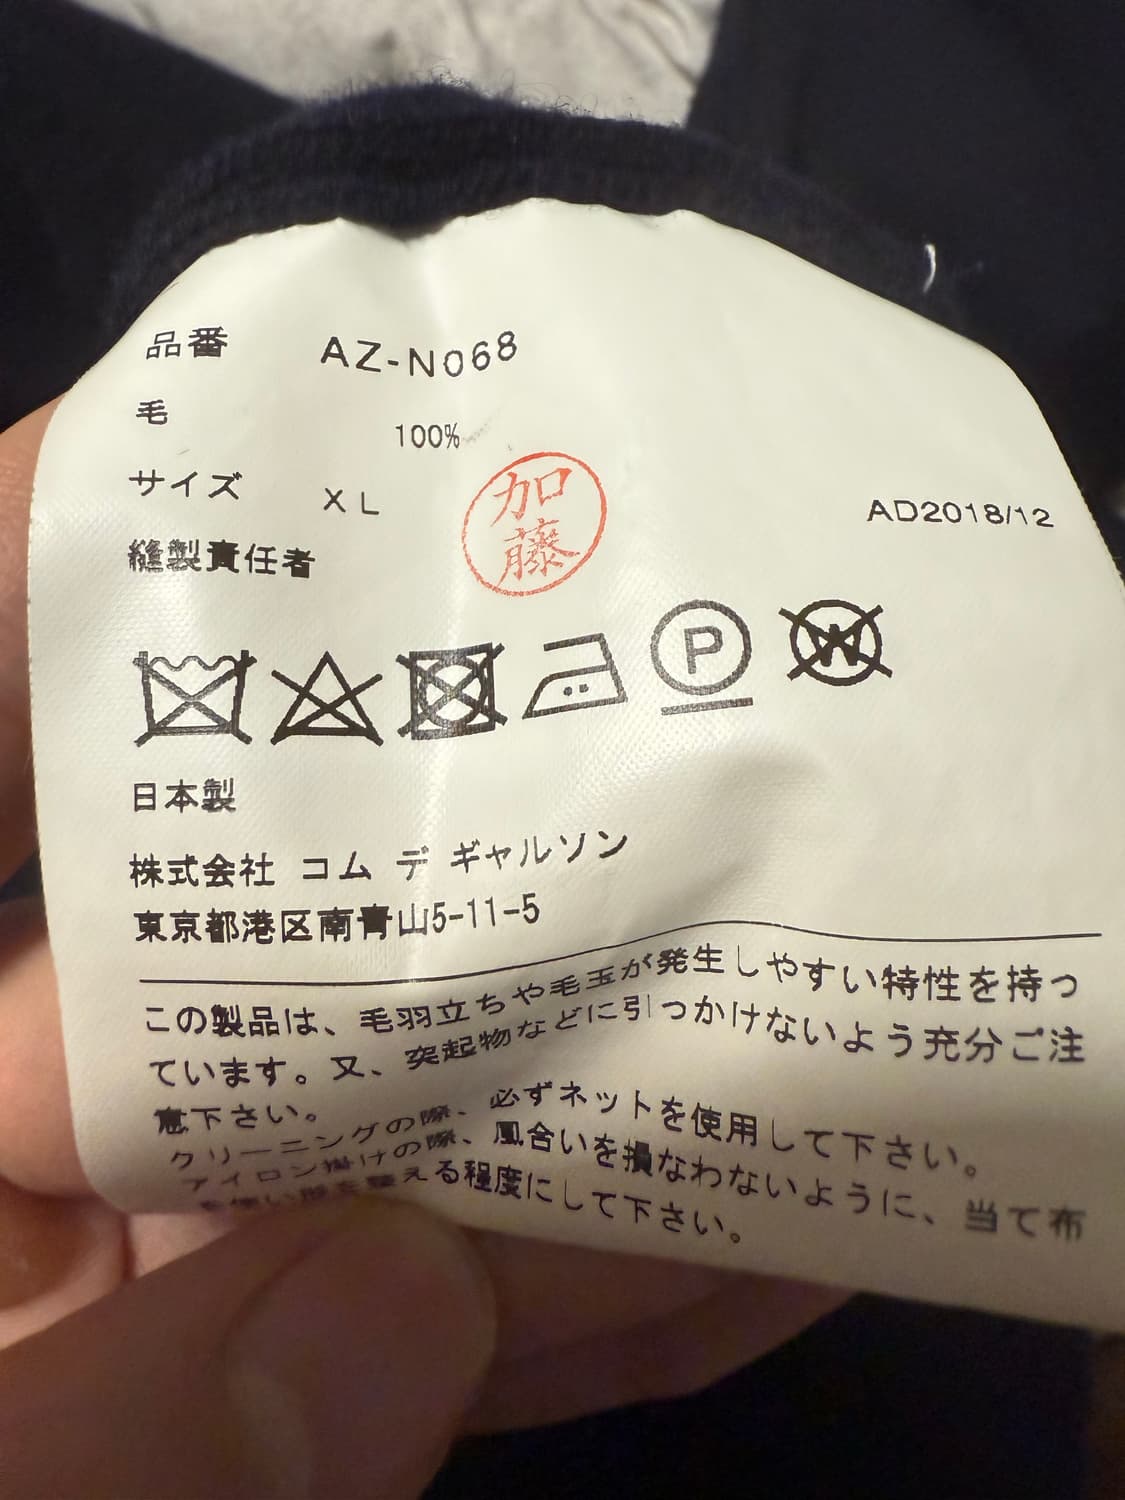 品番 AZ-N068
毛 100%
サイズ XL
AD2018/12
縫製責任者 加藤
P
W
日本製
株式会社 コム デ ギャルソン
東京都港区南青山5-11-5
この製品は、毛羽立ちや毛玉が発生しやすい特性を持っ
ています。又、突起物などに引っかけないよう充分ご注
意下さい。
クリーニングの際、必ずネットを使用して下さい。
アイロン掛けの際、風合いを損なわないように、当て布
を使い形を整える程度にして下さい。